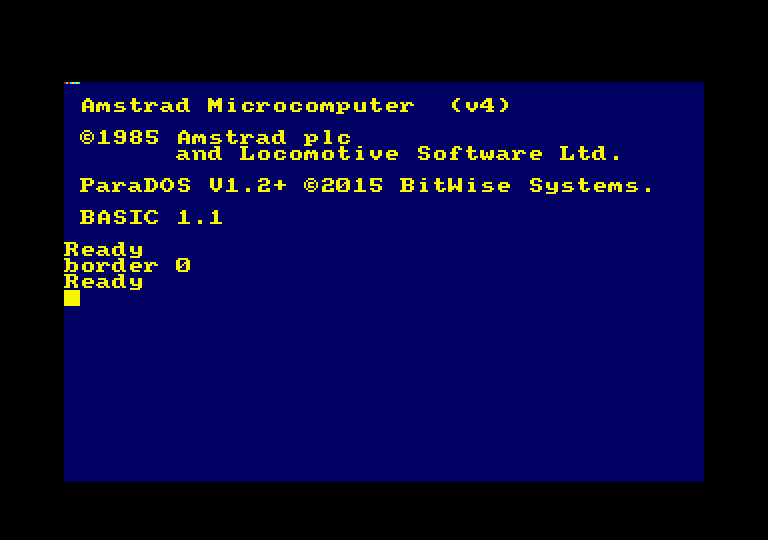 Amstrad Microcomputer (v4)
©1985 Amstrad plc
and Locomotive Software Ltd.
ParaDOS V1.2+ ©2015 BitWise Systems.
BASIC 1.1
Ready
border 0
Ready